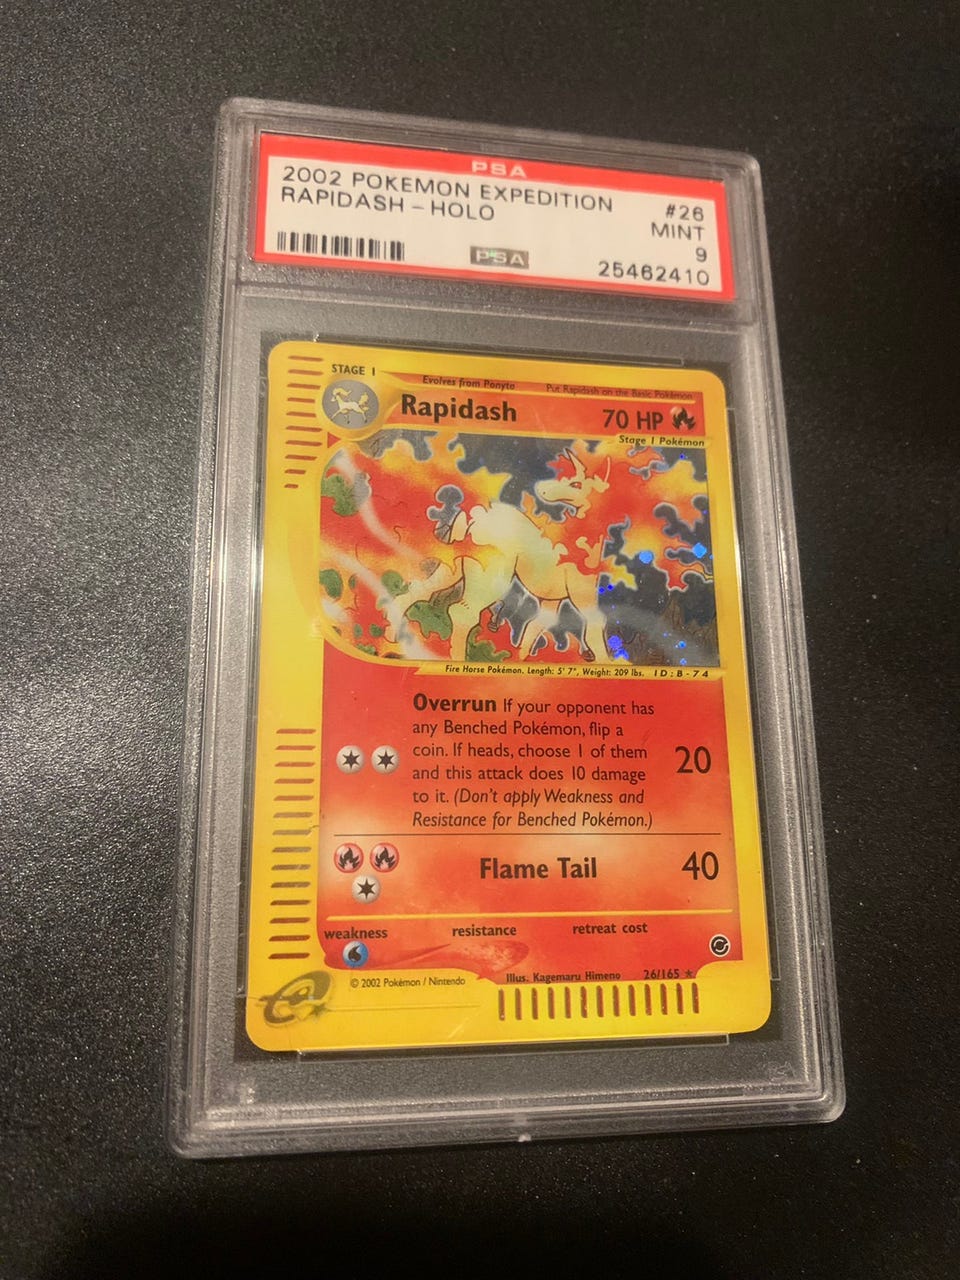 PSA
2002 POKEMON EXPEDITION #26
RAPIDASH - HOLO MINT
9
PSA 25462410
STAGE 1 Evolves from Ponyta Put Rapidash on the Basic Pokémon
Rapidash 70 HP
Stage 1 Pokémon
Fire Horse Pokémon. Length: 5' 7", Weight: 209 lbs. ID:B-74
Overrun If your opponent has
any Benched Pokémon, flip a
coin. If heads, choose 1 of them
and this attack does 10 damage
to it. (Don't apply Weakness and
Resistance for Benched Pokémon.)
20
Flame Tail 40
weakness resistance retreat cost
Illus. Kagemaru Himeno 26/165 ★
© 2002 Pokémon / Nintendo
e